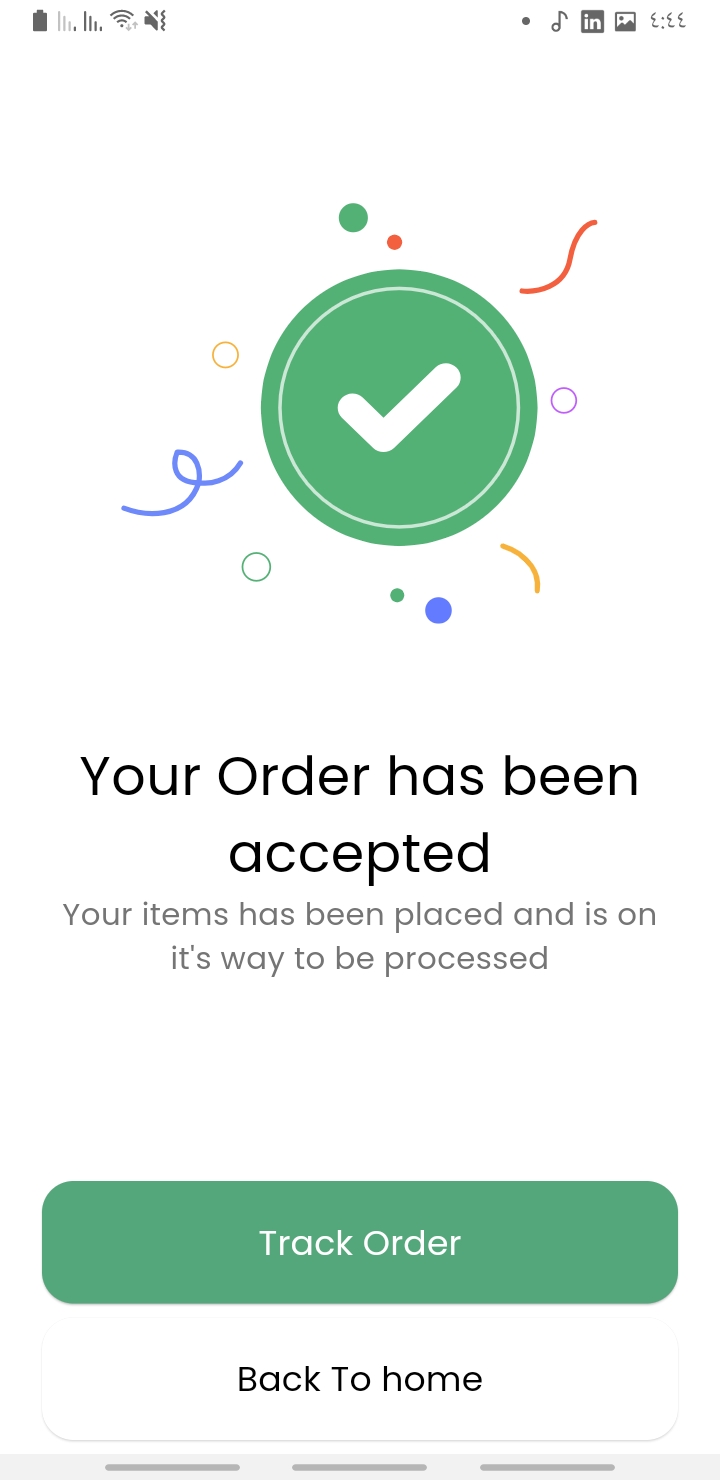 ٤:٤٤
Your Order has been
accepted
Your items has been placed and is on
it's way to be processed
Track Order
Back To home